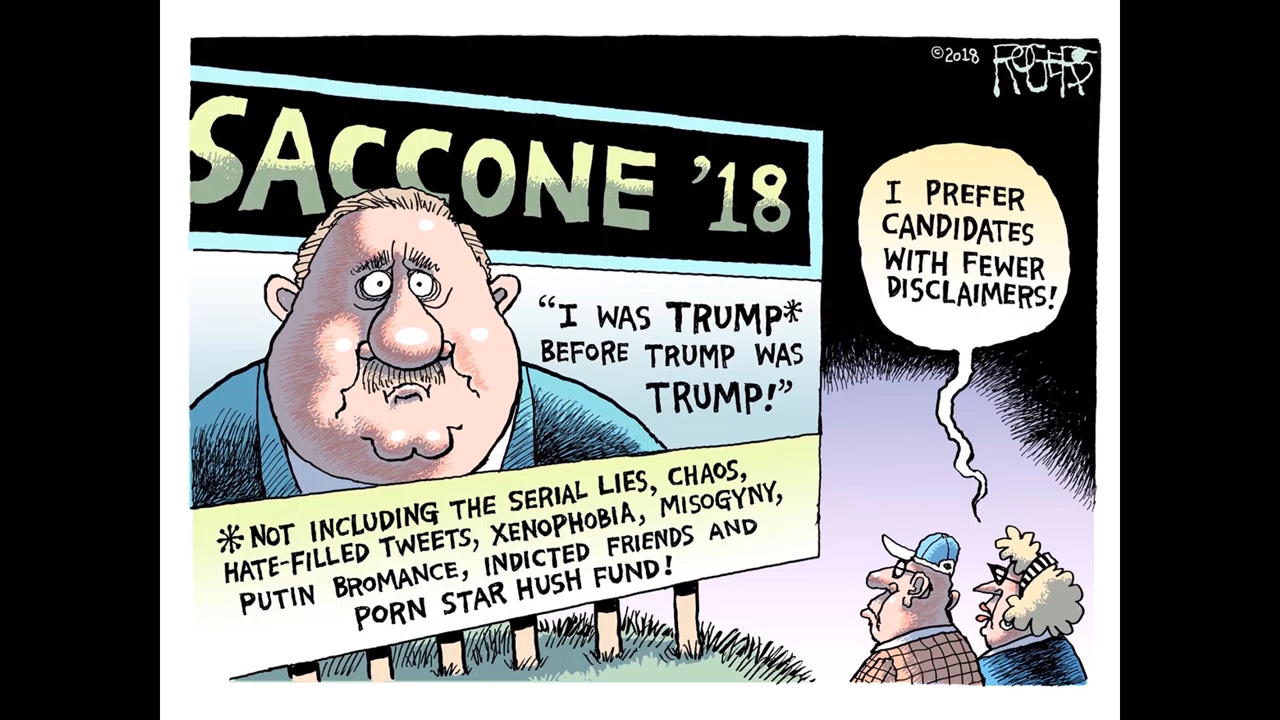 ©2018 ROGERS
SACCONE '18
"I WAS TRUMP*
BEFORE TRUMP WAS
TRUMP!"
*NOT INCLUDING THE SERIAL LIES, CHAOS,
HATE-FILLED TWEETS, XENOPHOBIA, MISOGYNY,
PUTIN BROMANCE, INDICTED FRIENDS AND
PORN STAR HUSH FUND!
I PREFER
CANDIDATES
WITH FEWER
DISCLAIMERS!